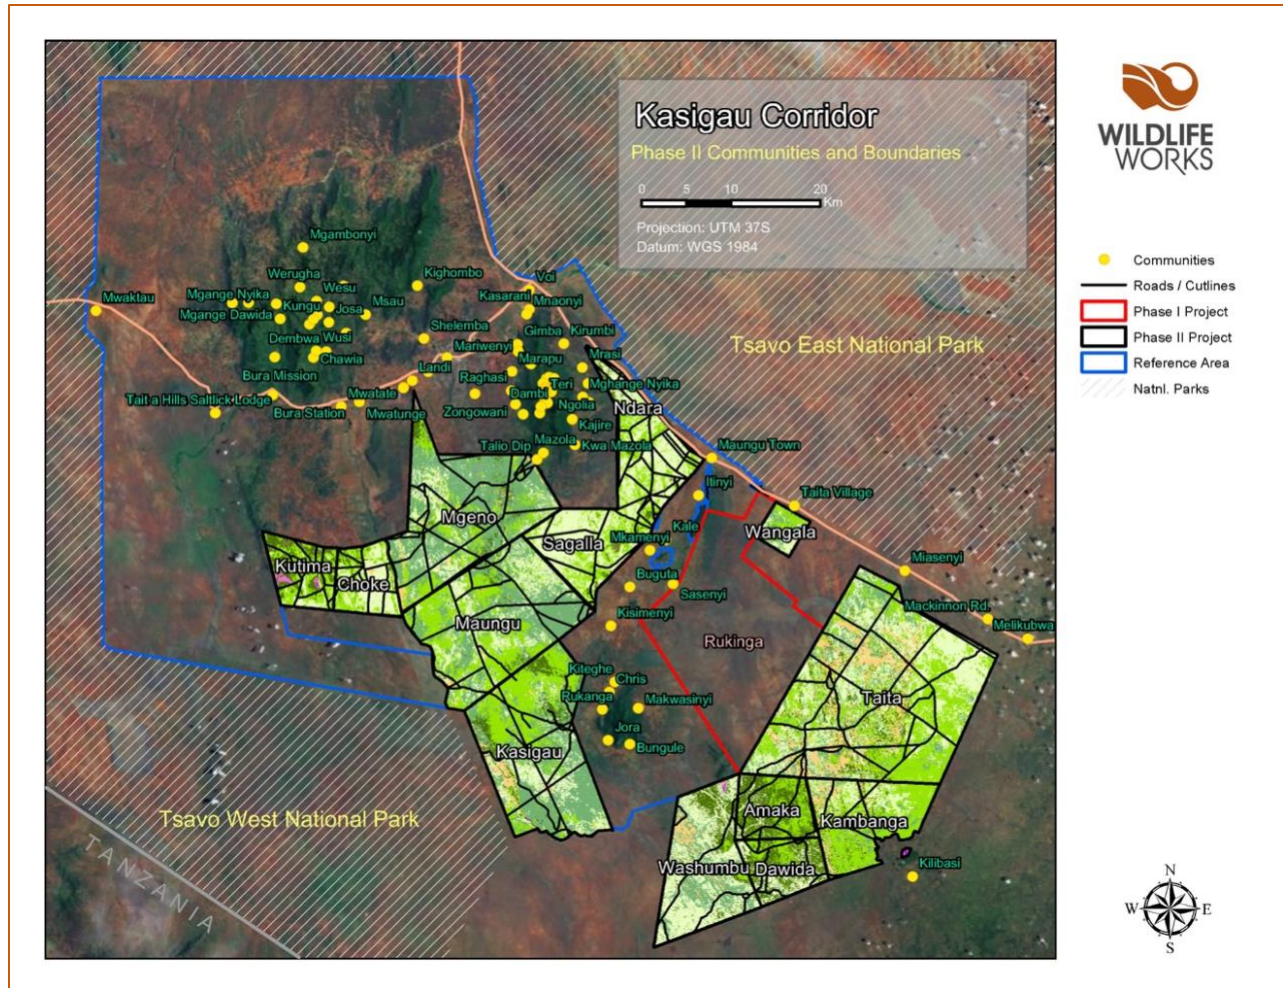 Kasigau Corridor
Phase II Communities and Boundaries
0 5 10 20
Km
Projection: UTM 37S
Datum: WGS 1984
WILDLIFE
WORKS
Communities
Roads / Cutlines
Phase I Project
Phase II Project
Reference Area
Natnl. Parks
Mgambonyi
Werugha
Wesu
Kighombo
Voi
Mwaktau
Mgange Nyika
Kungu
Josa
Msau
Kasarani
Mnaonyi
Mgange Dawida
Shelemba
Gimba
Kirumbi
Dembwa
Wusi
Mariwenyi
Tsavo East National Park
Chawia
Landi
Marapu
Mrasi
Bura Mission
Raghasi
Teri
Mghange Nyika
Tait a Hills Saltlick Lodge
Mwatate
Dambi
Ngolia
Ndara
Bura Station
Mwatunge
Zongowani
Kajire
Talio Dip
Mazola
Kwa Mazola
Maungu Town
Itinyi
Taita Village
Mgeno
Kale
Wangala
Sagalla
Mkamenyi
Miasenyi
Kutima
Choke
Buguta
Sasenyi
Mackinnon Rd.
Maungu
Kisimenyi
Melikubwa
Rukinga
Kiteghe
Chris
Rukanga
Makwasinyi
Taita
Jora
Kasigau
Bungule
Tsavo West National Park
Amaka
Kambanga
TANZANIA
Washumbu
Dawida
Kilibasi
N
W E
S